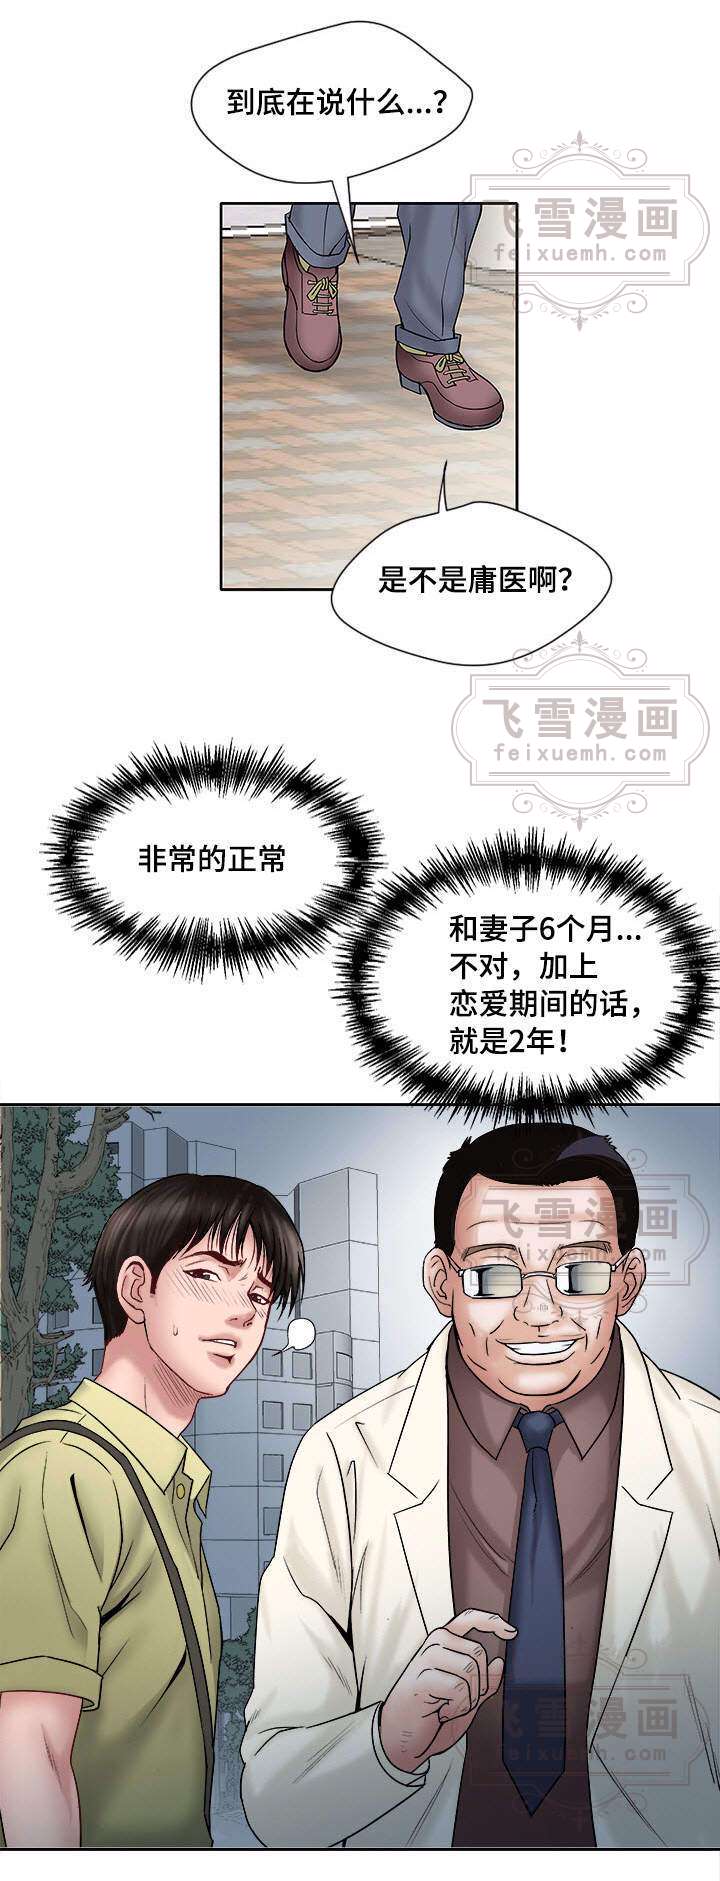 到底在说什么...？
飞雪漫画
feixuemh.com
是不是庸医啊？
飞雪漫画
feixuemh.com
非常的正常
和妻子6个月...
不对，加上
恋爱期间的话，
就是2年！
飞雪漫画
feixuemh.com
飞雪漫画
feixuemh.com